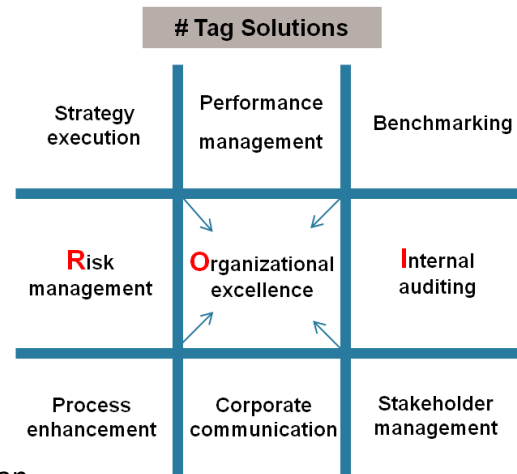 # Tag Solutions
Strategy
execution
Performance
management
Benchmarking
Risk
management
Organizational
excellence
Internal
auditing
Process
enhancement
Corporate
communication
Stakeholder
management